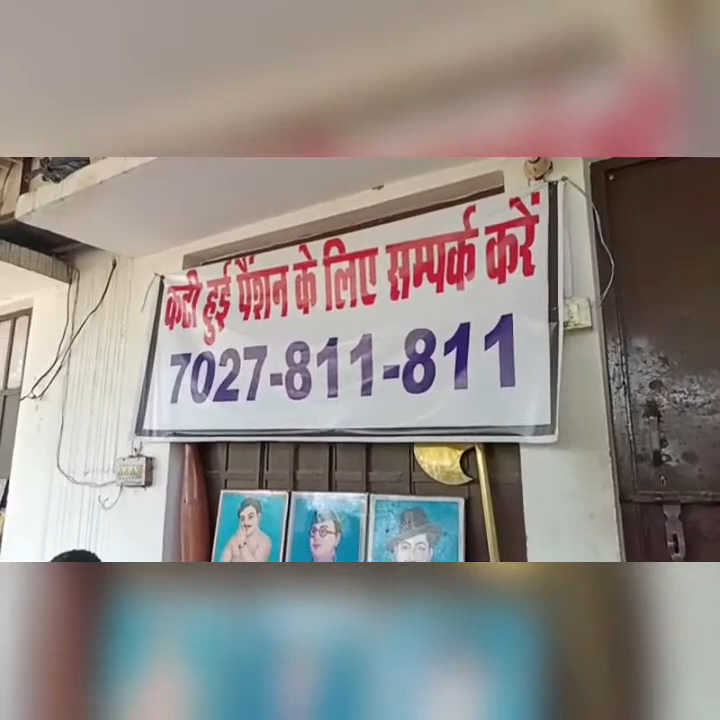 कटी हुई पैंशन के लिए सम्पर्क करें
7027-811-811